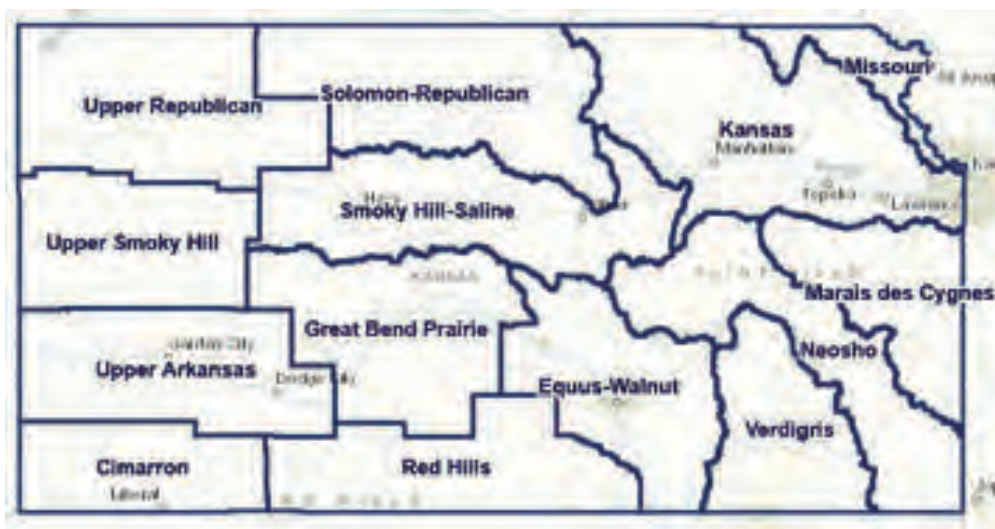 Missouri
Upper Republican
Solomon-Republican
Kansas
Manhattan
Topeka
Lawrence
Hays
Smoky Hill-Saline
Upper Smoky Hill
KANSAS
Marais des Cygnes
Great Bend Prairie
Garden City
Neosho
Upper Arkansas
Dodge City
Equus-Walnut
Verdigris
Cimarron
Red Hills
Liberal